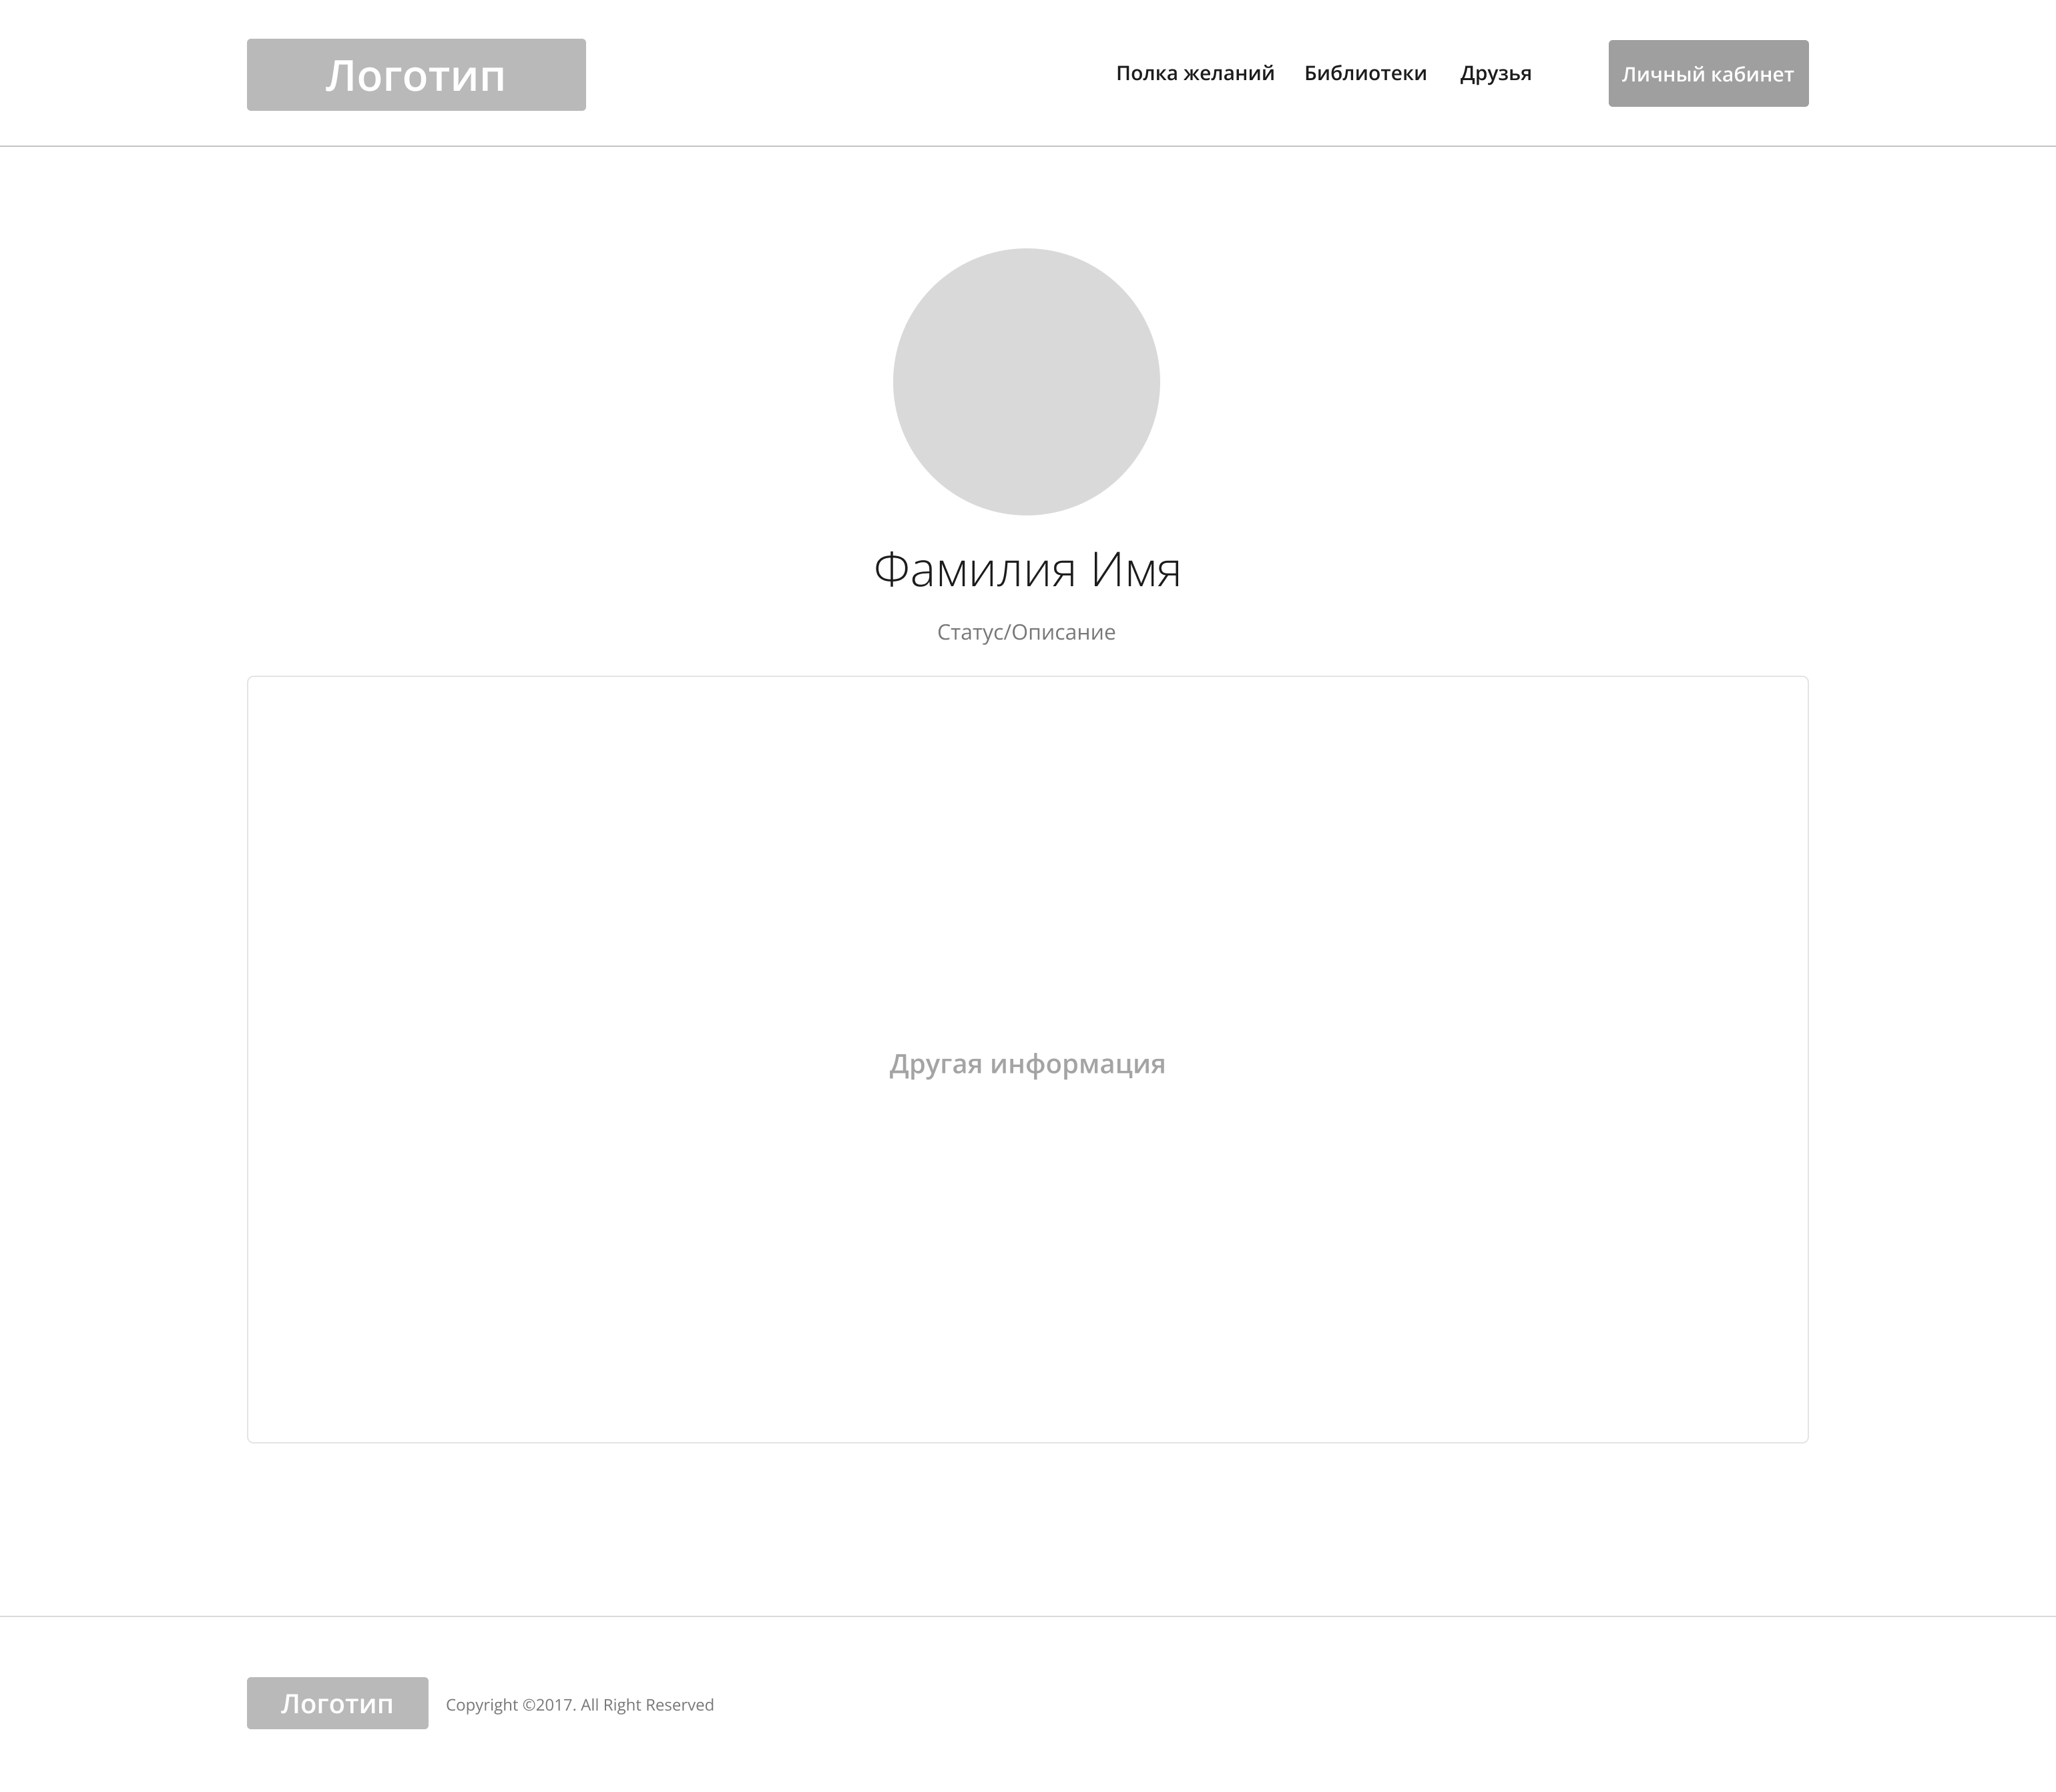 Логотип
Полка желаний
Библиотеки
Друзья
Личный кабинет
Фамилия Имя
Статус/Описание
Другая информация
Логотип
Copyright ©2017. All Right Reserved